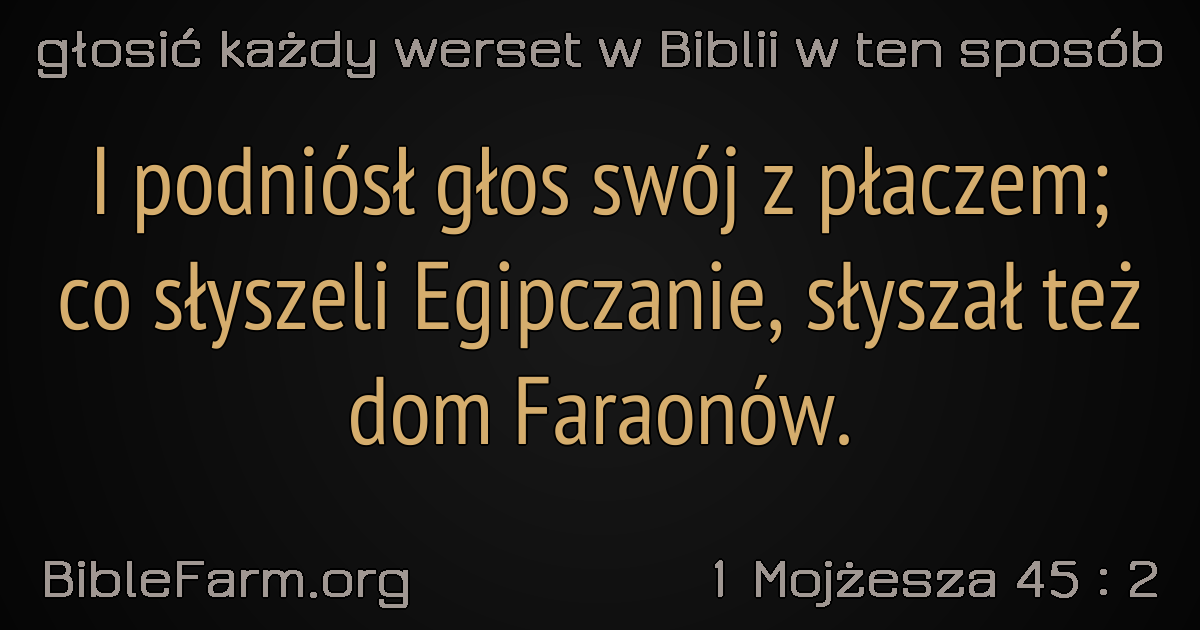 głosić każdy werset w Biblii w ten sposób
I podniósł głos swój z płaczem;
co słyszeli Egipczanie, słyszał też
dom Faraonów.
BibleFarm.org
1 Mojżesza 45 : 2